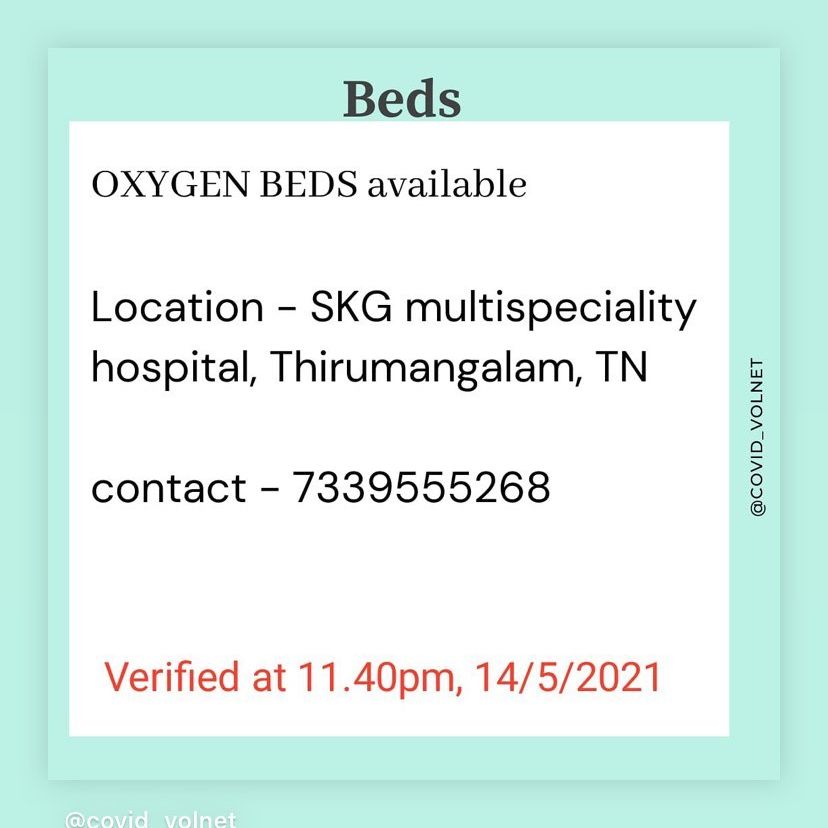 Beds
OXYGEN BEDS available
Location - SKG multispeciality
hospital, Thirumangalam, TN
contact - 7339555268
Verified at 11.40pm, 14/5/2021
@COVID_VOLNET
@covid_volnet